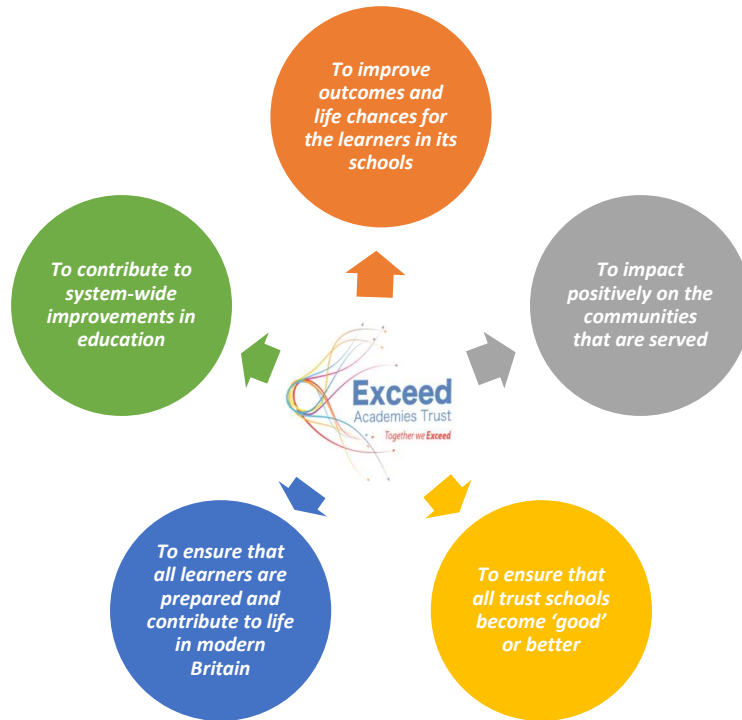 To improve
outcomes and
life chances for
the learners in its
schools
To contribute to
system-wide
improvements in
education
To impact
positively on the
communities
that are served
Exceed
Academies Trust
Together we Exceed
To ensure that
all learners are
prepared and
contribute to life
in modern
Britain
To ensure that
all trust schools
become ‘good’
or better